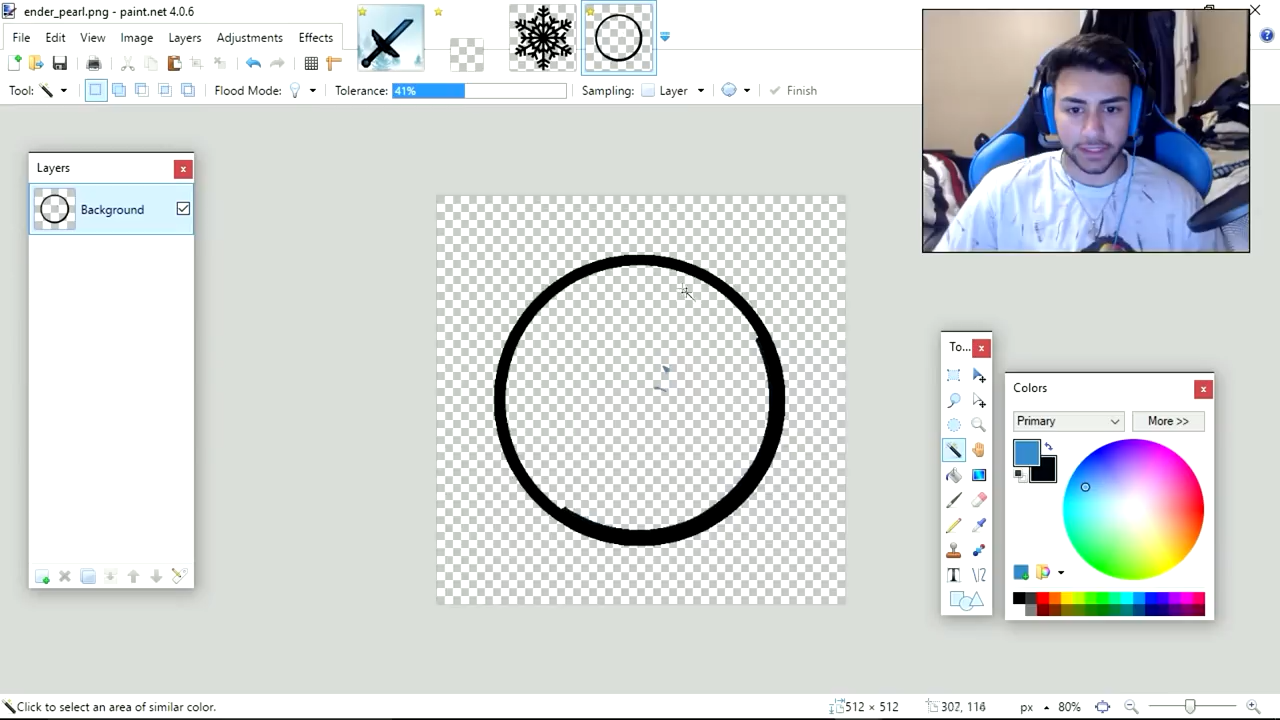 ender_pearl.png - paint.net 4.0.6
File Edit View Image Layers Adjustments Effects
Tool: Flood Mode: Tolerance: 41% Sampling: Layer Finish
Layers
Background
To...
Colors
Primary
More >>
Click to select an area of similar color.
512 × 512
302, 116
px
80%